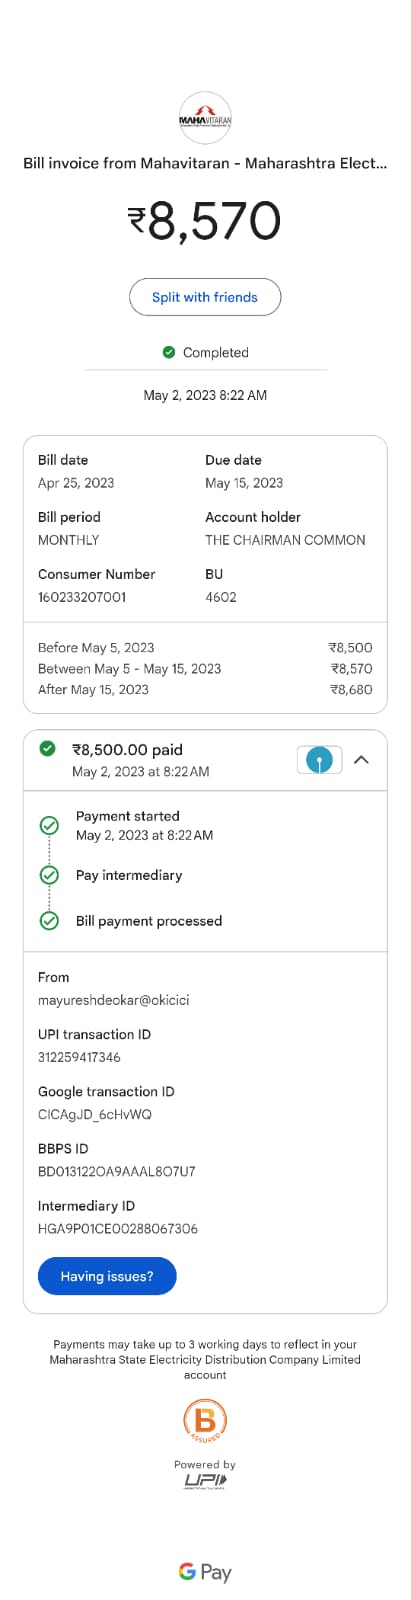 MAHAVITARAN
Bill invoice from Mahavitaran - Maharashtra Elect...
₹8,570
Split with friends
Completed
May 2, 2023 8:22 AM
Bill date Due date
Apr 25, 2023 May 15, 2023
Bill period Account holder
MONTHLY THE CHAIRMAN COMMON
Consumer Number BU
160233207001 4602
Before May 5, 2023 ₹8,500
Between May 5 - May 15, 2023 ₹8,570
After May 15, 2023 ₹8,680
₹8,500.00 paid
May 2, 2023 at 8:22 AM
Payment started
May 2, 2023 at 8:22 AM
Pay intermediary
Bill payment processed
From
mayureshdeokar@okicici
UPI transaction ID
312259417346
Google transaction ID
CICAgJD_6cHvWQ
BBPS ID
BD013122OA9AAAL8O7U7
Intermediary ID
HGA9P01CE00288067306
Having issues?
Payments may take up to 3 working days to reflect in your
Maharashtra State Electricity Distribution Company Limited
account
B
ASSURED
Powered by
UPI
G Pay